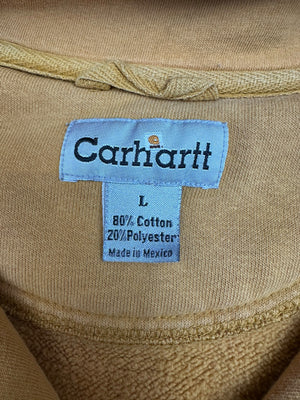 Carhartt
L
80% Cotton
20% Polyester
Made in Mexico